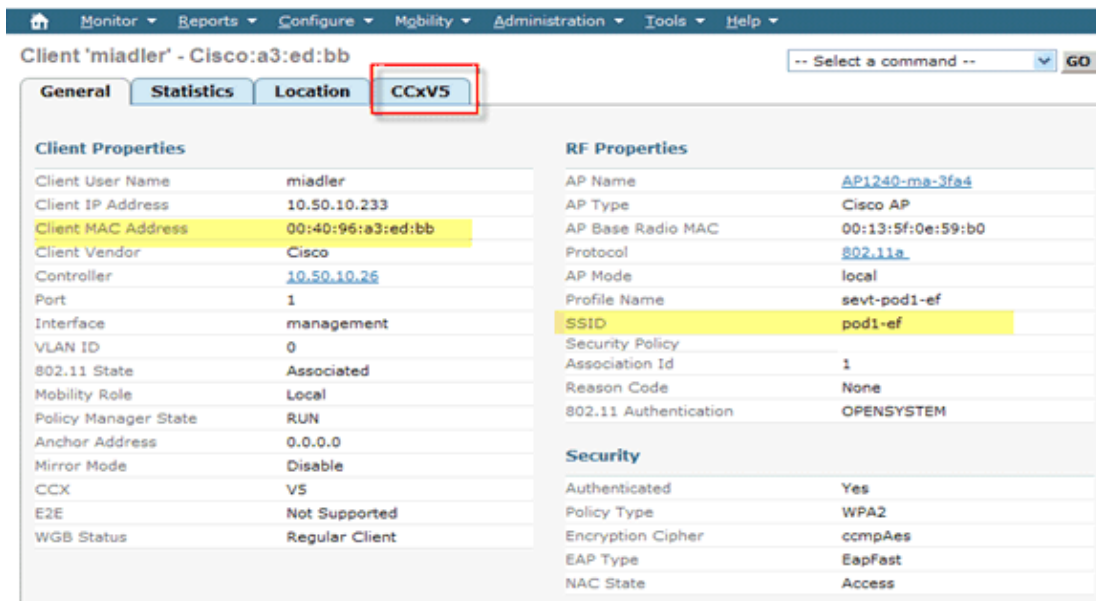 Monitor Reports Configure Mobility Administration Tools Help
Client 'miadler' - Cisco:a3:ed:bb
-- Select a command -- GO
General Statistics Location CCxV5
Client Properties
Client User Name miadler
Client IP Address 10.50.10.233
Client MAC Address 00:40:96:a3:ed:bb
Client Vendor Cisco
Controller 10.50.10.26
Port 1
Interface management
VLAN ID 0
802.11 State Associated
Mobility Role Local
Policy Manager State RUN
Anchor Address 0.0.0.0
Mirror Mode Disable
CCX V5
E2E Not Supported
WGB Status Regular Client
RF Properties
AP Name AP1240-ma-3fa4
AP Type Cisco AP
AP Base Radio MAC 00:13:5f:0e:59:b0
Protocol 802.11a
AP Mode local
Profile Name sevt-pod1-ef
SSID pod1-ef
Security Policy
Association Id 1
Reason Code None
802.11 Authentication OPENSYSTEM
Security
Authenticated Yes
Policy Type WPA2
Encryption Cipher ccmpAes
EAP Type EapFast
NAC State Access